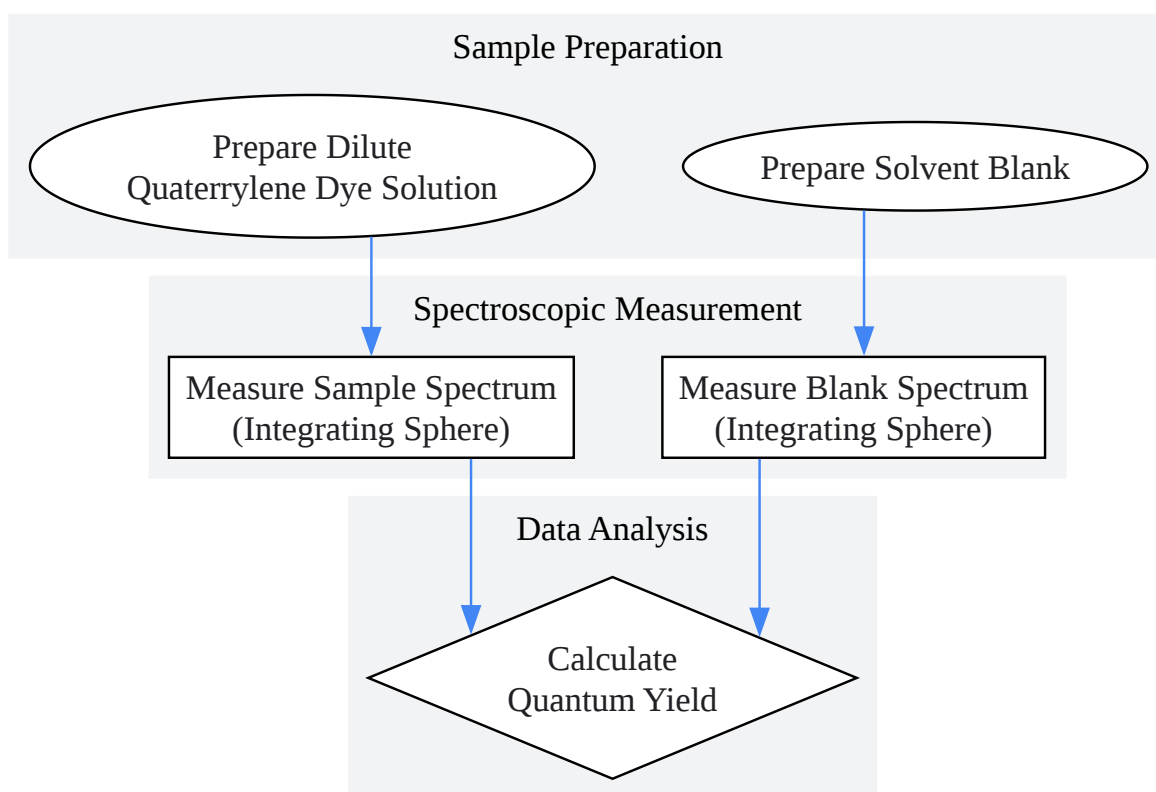 Sample Preparation
Prepare Dilute
Quaterrylene Dye Solution
Prepare Solvent Blank
Spectroscopic Measurement
Measure Sample Spectrum
(Integrating Sphere)
Measure Blank Spectrum
(Integrating Sphere)
Data Analysis
Calculate
Quantum Yield